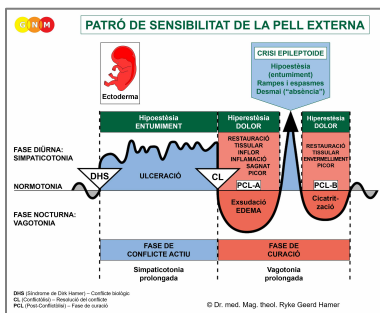 GNM
PATRÓ DE SENSIBILITAT DE LA PELL EXTERNA
CRISI EPILEPTOIDE
Hipoestèsia
(entumiment)
Rampes i espasmes
Desmai ("absència")
Ectoderma
Hipoestèsia
ENTUMIMENT
Hiperestèsia
DOLOR
Hiperestèsia
DOLOR
FASE DIÜRNA:
SIMPATICOTONIA
RESTAURACIÓ
TISSULAR
INFLOR
INFLAMACIÓ
SAGNAT
PICOR
RESTAURACIÓ
TISSULAR
ENVERMELLIMENT
PICOR
DHS
ULCERACIÓ
CL
PCL-A
PCL-B
NORMOTONIA
FASE NOCTURNA:
VAGOTONIA
Exsudació
EDEMA
Cicatrit-
zació
FASE DE
CONFLICTE ACTIU
FASE DE
CURACIÓ
Simpaticotonia
prolongada
Vagotonia
prolongada
DHS (Síndrome de Dirk Hamer) – Conflicte biològic
CL (Conflictòlisi) – Resolució del conflicte
PCL (Post-Conflictòlisi) – Fase de curació
© Dr. med. Mag. theol. Ryke Geerd Hamer